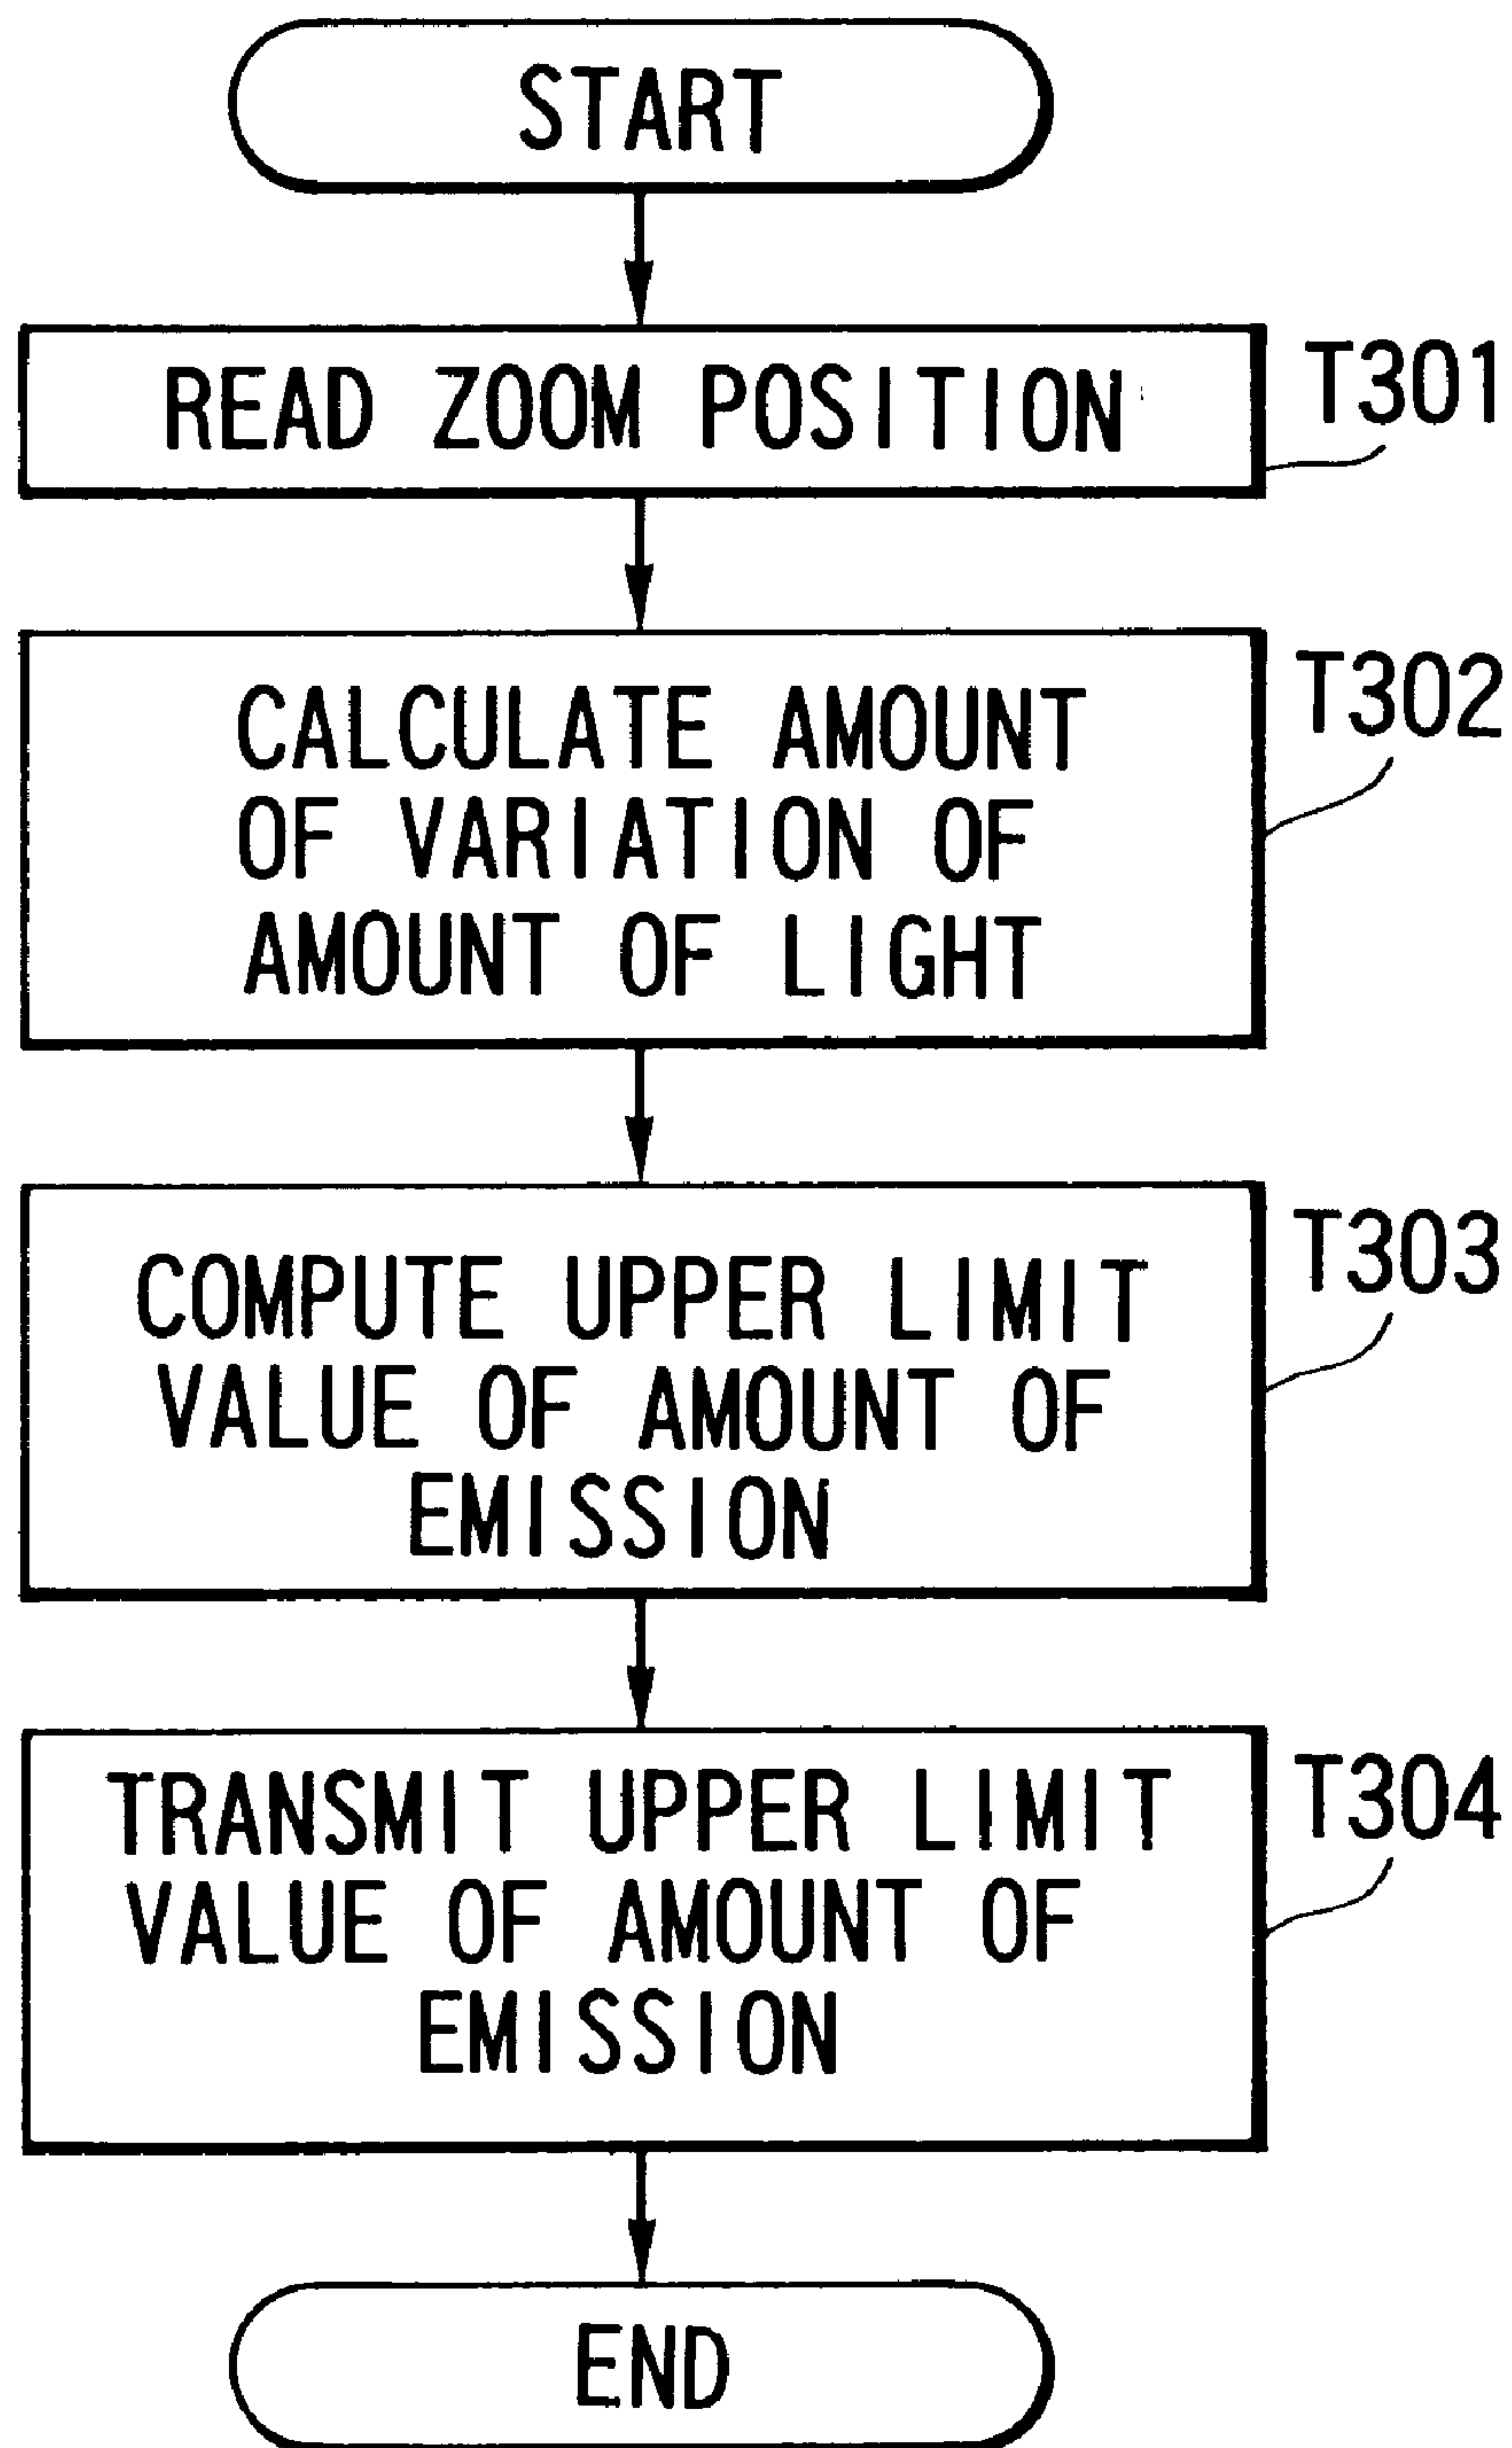 START
READ ZOOM POSITION
T301
CALCULATE AMOUNT
OF VARIATION OF
AMOUNT OF LIGHT
T302
COMPUTE UPPER LIMIT
VALUE OF AMOUNT OF
EMISSION
T303
TRANSMIT UPPER LIMIT
VALUE OF AMOUNT OF
EMISSION
T304
END